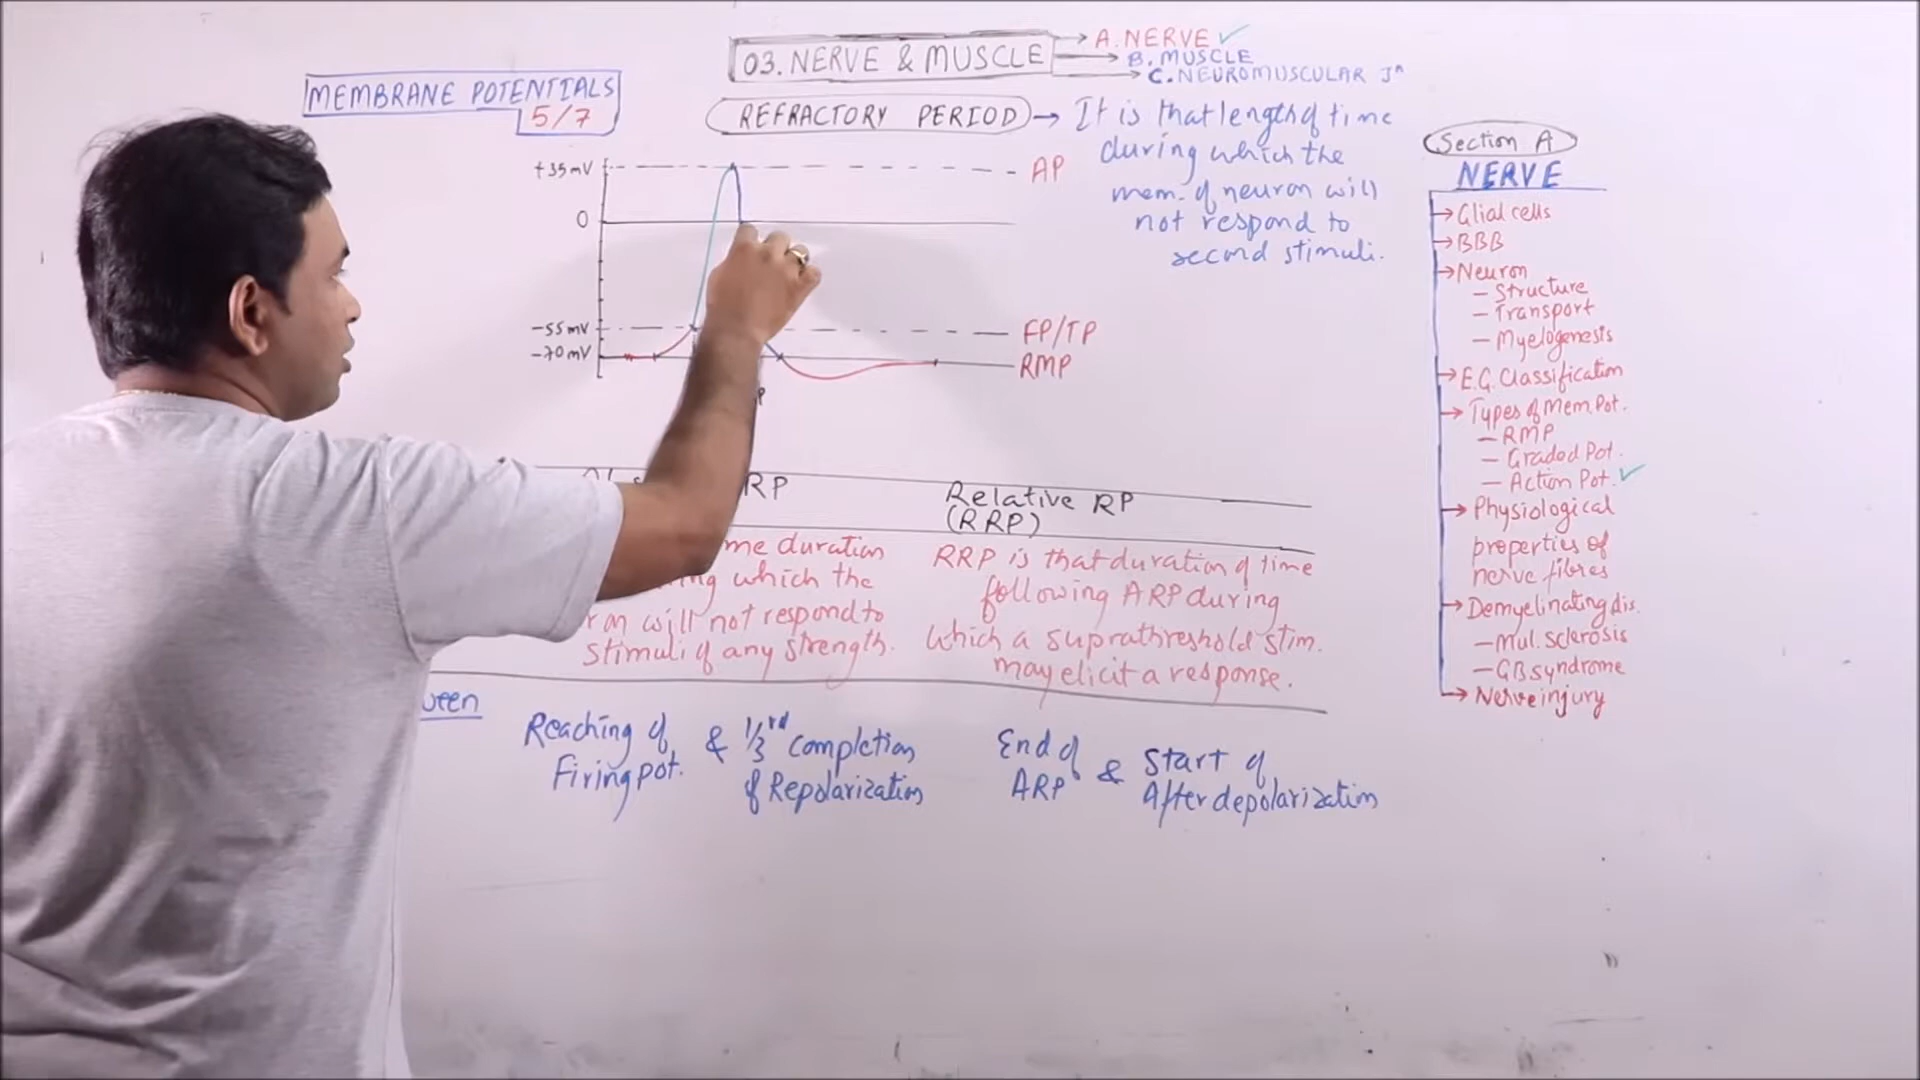 03. NERVE & MUSCLE
A. NERVE ✓
B. MUSCLE
C. NEUROMUSCULAR Jⁿ
MEMBRANE POTENTIALS
5/7
REFRACTORY PERIOD → It is that length of time
during which the
mem. of neuron will
not respond to
second stimuli.
+35mV
AP
0
-55mV
FP/TP
-70mV
RMP
RP
Relative RP
(RRP)
me duration
which the
will not respond to
stimuli of any strength.
RRP is that duration of time
following ARP during
which a suprathreshold stim.
may elicit a response.
Reaching of
Firing pot.
& 1/3rd completion
of Repolarization
End of
ARP
& Start of
After depolarization
Section A
NERVE
→ Glial cells
→ BBB
→ Neuron
- Structure
- Transport
- Myelogenesis
→ E.G. Classification
→ Types of Mem. Pot.
- RMP
- Graded Pot.
- Action Pot. ✓
→ Physiological
properties of
nerve fibres
→ Demyelinating dis.
- Mul. sclerosis
- GB syndrome
→ Nerve injury